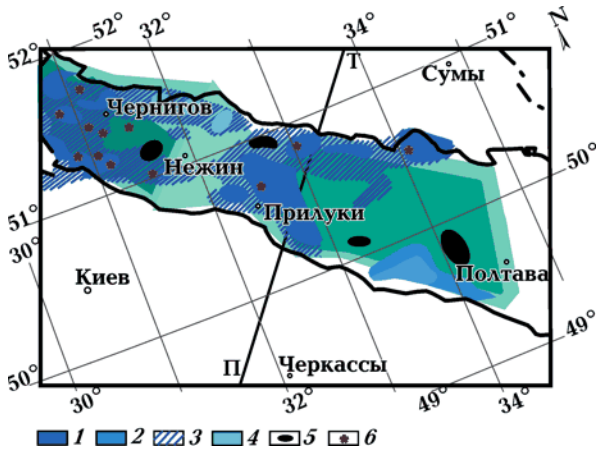 52° 32° 34° 51° N
52° Т Сумы
Чернигов
Нежин 50°
51° Прилуки
30° Киев Полтава
49°
50° П Черкассы
30° 32° 49° 34°
1 2 3 4 5 6